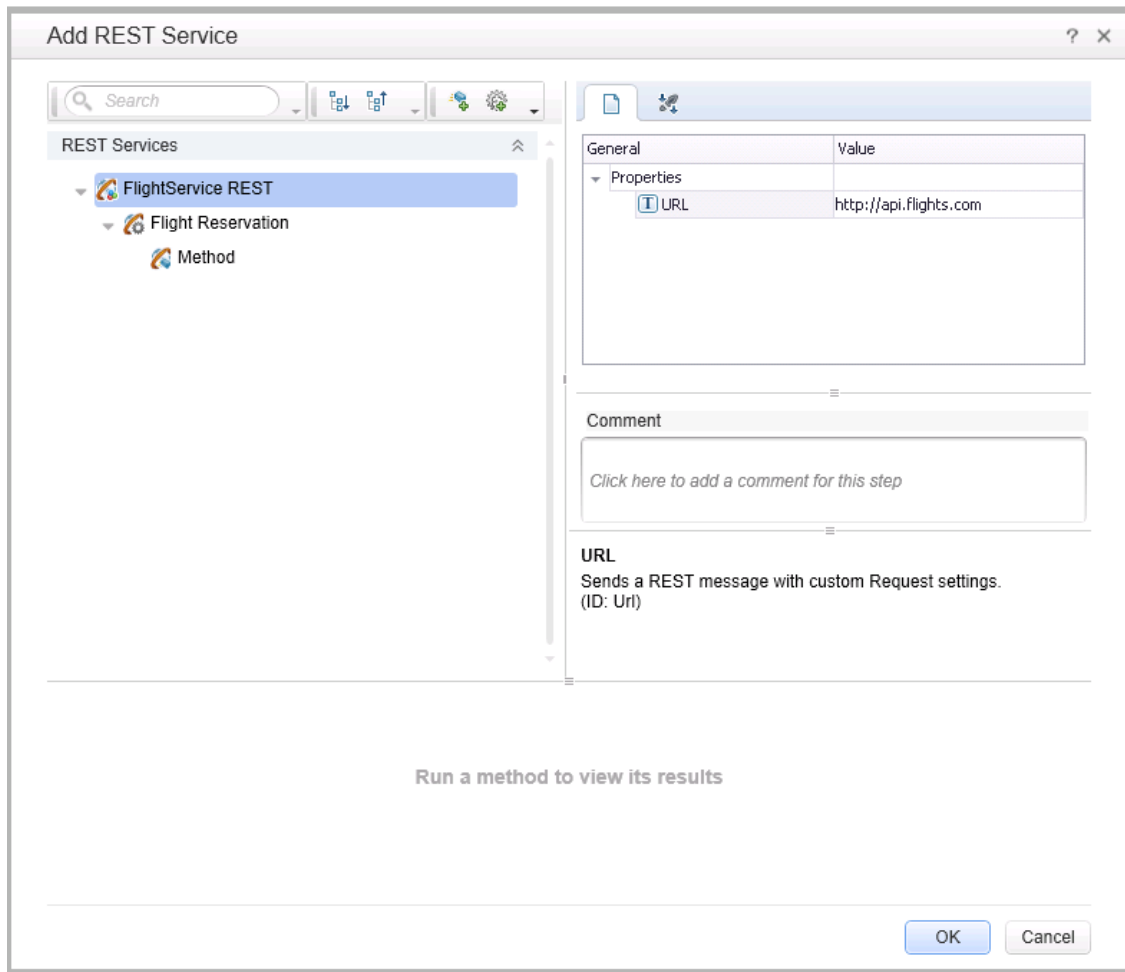 Add REST Service
Search
REST Services
FlightService REST
Flight Reservation
Method
General Value
Properties
T URL http://api.flights.com
Comment
Click here to add a comment for this step
URL
Sends a REST message with custom Request settings.
(ID: Url)
Run a method to view its results
OK Cancel